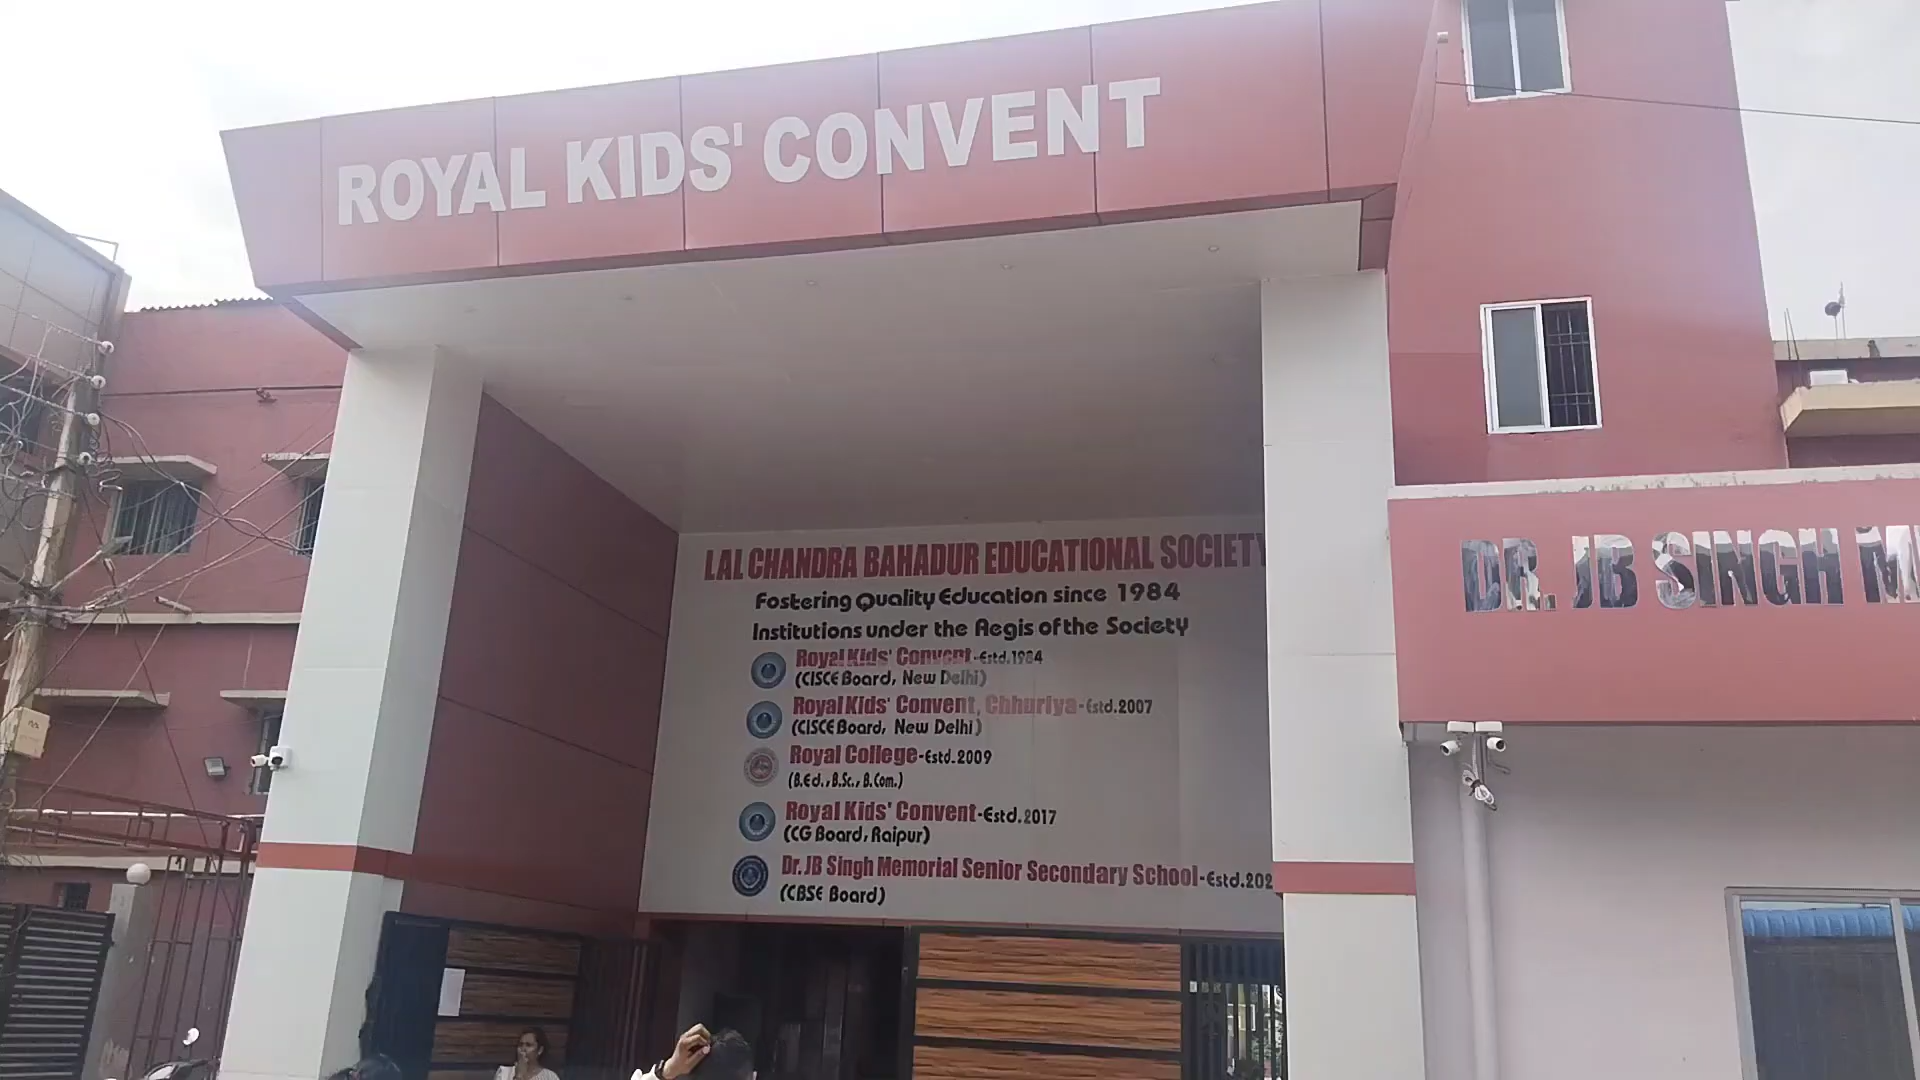 ROYAL KIDS' CONVENT
LAL CHANDRA BAHADUR EDUCATIONAL SOCIETY
Fostering Quality Education since 1984
Institutions under the Aegis of the Society
Royal Kids' Convent-Estd.1984
(CISCE Board, New Delhi)
Royal Kids' Convent, Chhuriya-Estd.2007
(CISCE Board, New Delhi)
Royal College-Estd.2009
(B.Ed., B.Sc., B.Com.)
Royal Kids' Convent-Estd.2017
(CG Board, Raipur)
Dr. JB Singh Memorial Senior Secondary School-Estd.202
(CBSE Board)
DR. JB SINGH